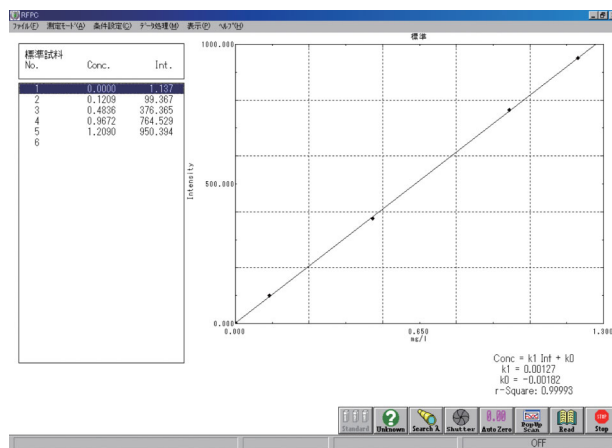 RFPC
ファイル(F) 測定モード(A) 条件設定(C) データ処理(M) 表示(P) ヘルプ(H)
標準試料
No. Conc. Int.
1 0.0000 1.137
2 0.1209 99.367
3 0.4836 376.365
4 0.9672 764.529
5 1.2090 950.394
6
標準
1000.000
Intensity
500.000
0.000
0.000 0.650 1.300
mg/l
Conc = k1 Int + k0
k1 = 0.00127
k0 = -0.00182
r-Square: 0.99993
Standard Unknown Search λ Shutter 0.00 Auto Zero PopUp Scan Read STOP Stop
OFF